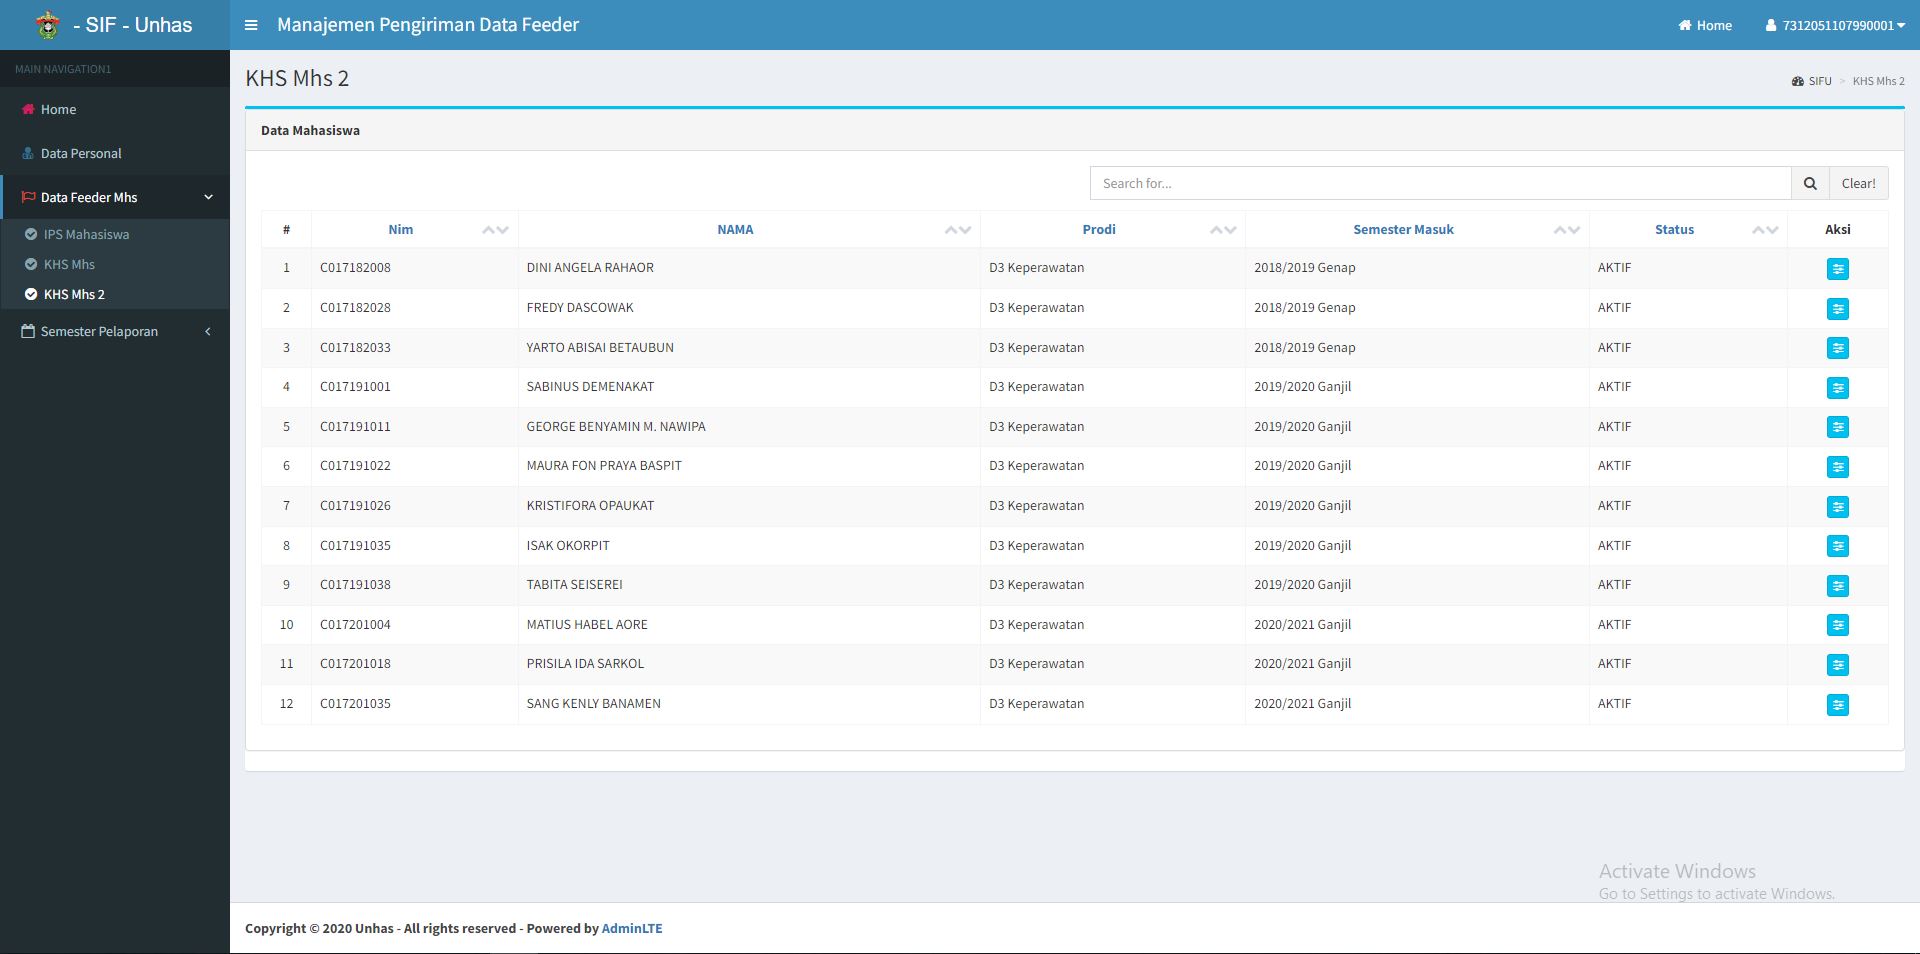 - SIF - Unhas
Manajemen Pengiriman Data Feeder
Home
7312051107990001
MAIN NAVIGATION1
Home
Data Personal
Data Feeder Mhs
IPS Mahasiswa
KHS Mhs
KHS Mhs 2
Semester Pelaporan
KHS Mhs 2
SIFU > KHS Mhs 2
Data Mahasiswa
Search for...
Clear!
# Nim NAMA Prodi Semester Masuk Status Aksi
1 C017182008 DINI ANGELA RAHAOR D3 Keperawatan 2018/2019 Genap AKTIF
2 C017182028 FREDY DASCOWAK D3 Keperawatan 2018/2019 Genap AKTIF
3 C017182033 YARTO ABISAI BETAUBUN D3 Keperawatan 2018/2019 Genap AKTIF
4 C017191001 SABINUS DEMENAKAT D3 Keperawatan 2019/2020 Ganjil AKTIF
5 C017191011 GEORGE BENYAMIN M. NAWIPA D3 Keperawatan 2019/2020 Ganjil AKTIF
6 C017191022 MAURA FON PRAYA BASPIT D3 Keperawatan 2019/2020 Ganjil AKTIF
7 C017191026 KRISTIFORA OPAUKAT D3 Keperawatan 2019/2020 Ganjil AKTIF
8 C017191035 ISAK OKORPIT D3 Keperawatan 2019/2020 Ganjil AKTIF
9 C017191038 TABITA SEISEREI D3 Keperawatan 2019/2020 Ganjil AKTIF
10 C017201004 MATIUS HABEL AORE D3 Keperawatan 2020/2021 Ganjil AKTIF
11 C017201018 PRISILA IDA SARKOL D3 Keperawatan 2020/2021 Ganjil AKTIF
12 C017201035 SANG KENLY BANAMEN D3 Keperawatan 2020/2021 Ganjil AKTIF
Activate Windows
Go to Settings to activate Windows.
Copyright © 2020 Unhas - All rights reserved - Powered by AdminLTE